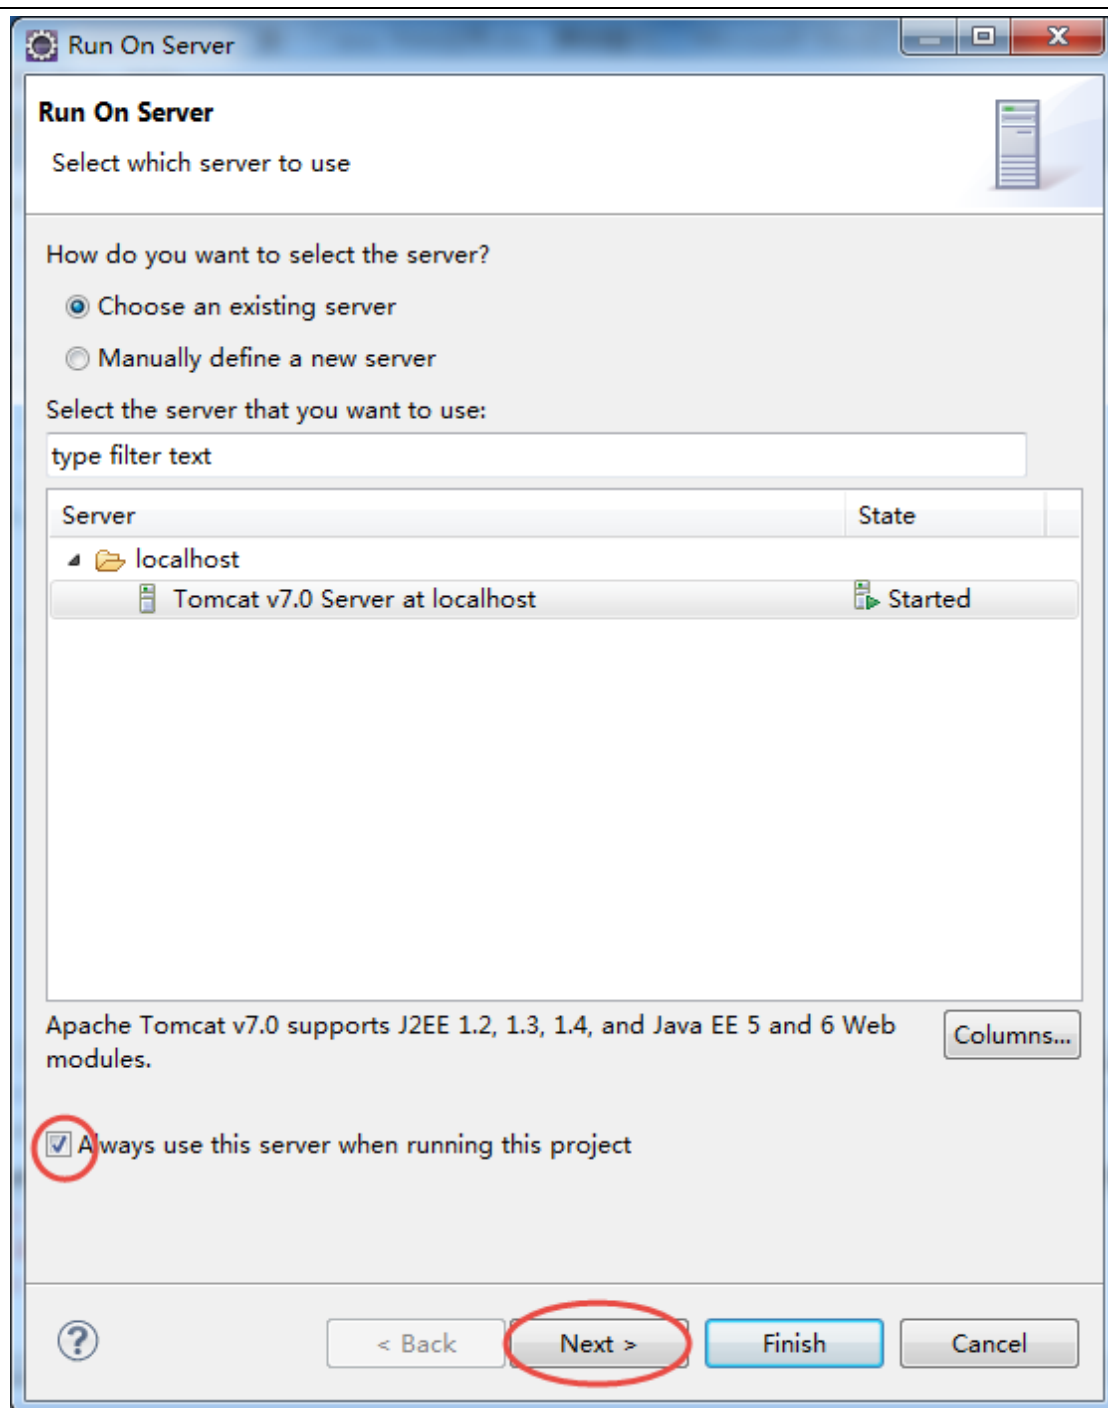 Run On Server
Run On Server
Select which server to use
How do you want to select the server?
Choose an existing server
Manually define a new server
Select the server that you want to use:
type filter text
Server State
localhost
Tomcat v7.0 Server at localhost Started
Apache Tomcat v7.0 supports J2EE 1.2, 1.3, 1.4, and Java EE 5 and 6 Web
modules.
Columns...
Always use this server when running this project
? < Back Next > Finish Cancel